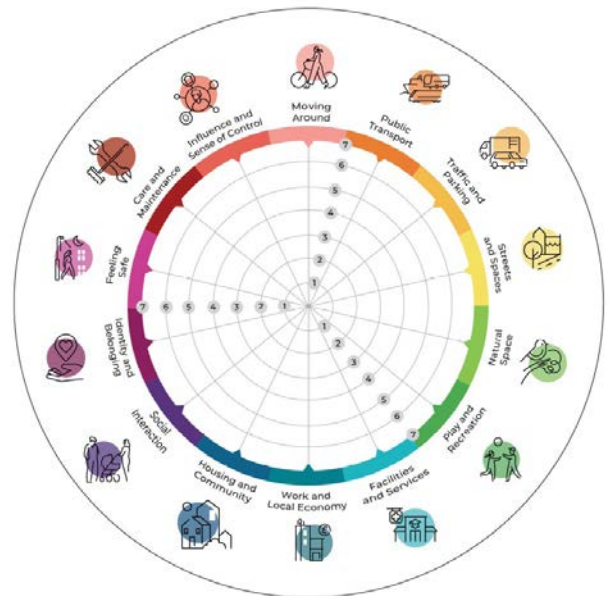 Moving
Around
Public
Transport
Traffic and
Parking
Streets
and Spaces
Natural
Space
Play and
Recreation
Facilities
and Services
Work and
Local Economy
Housing and
Community
Social
Interaction
Identity and
Belonging
Feeling
Safe
Care and
Maintenance
Influence and
Sense of Control
7
6
5
4
3
2
1
7 6 5 4 3 2 1
1
2
3
4
5
6
7